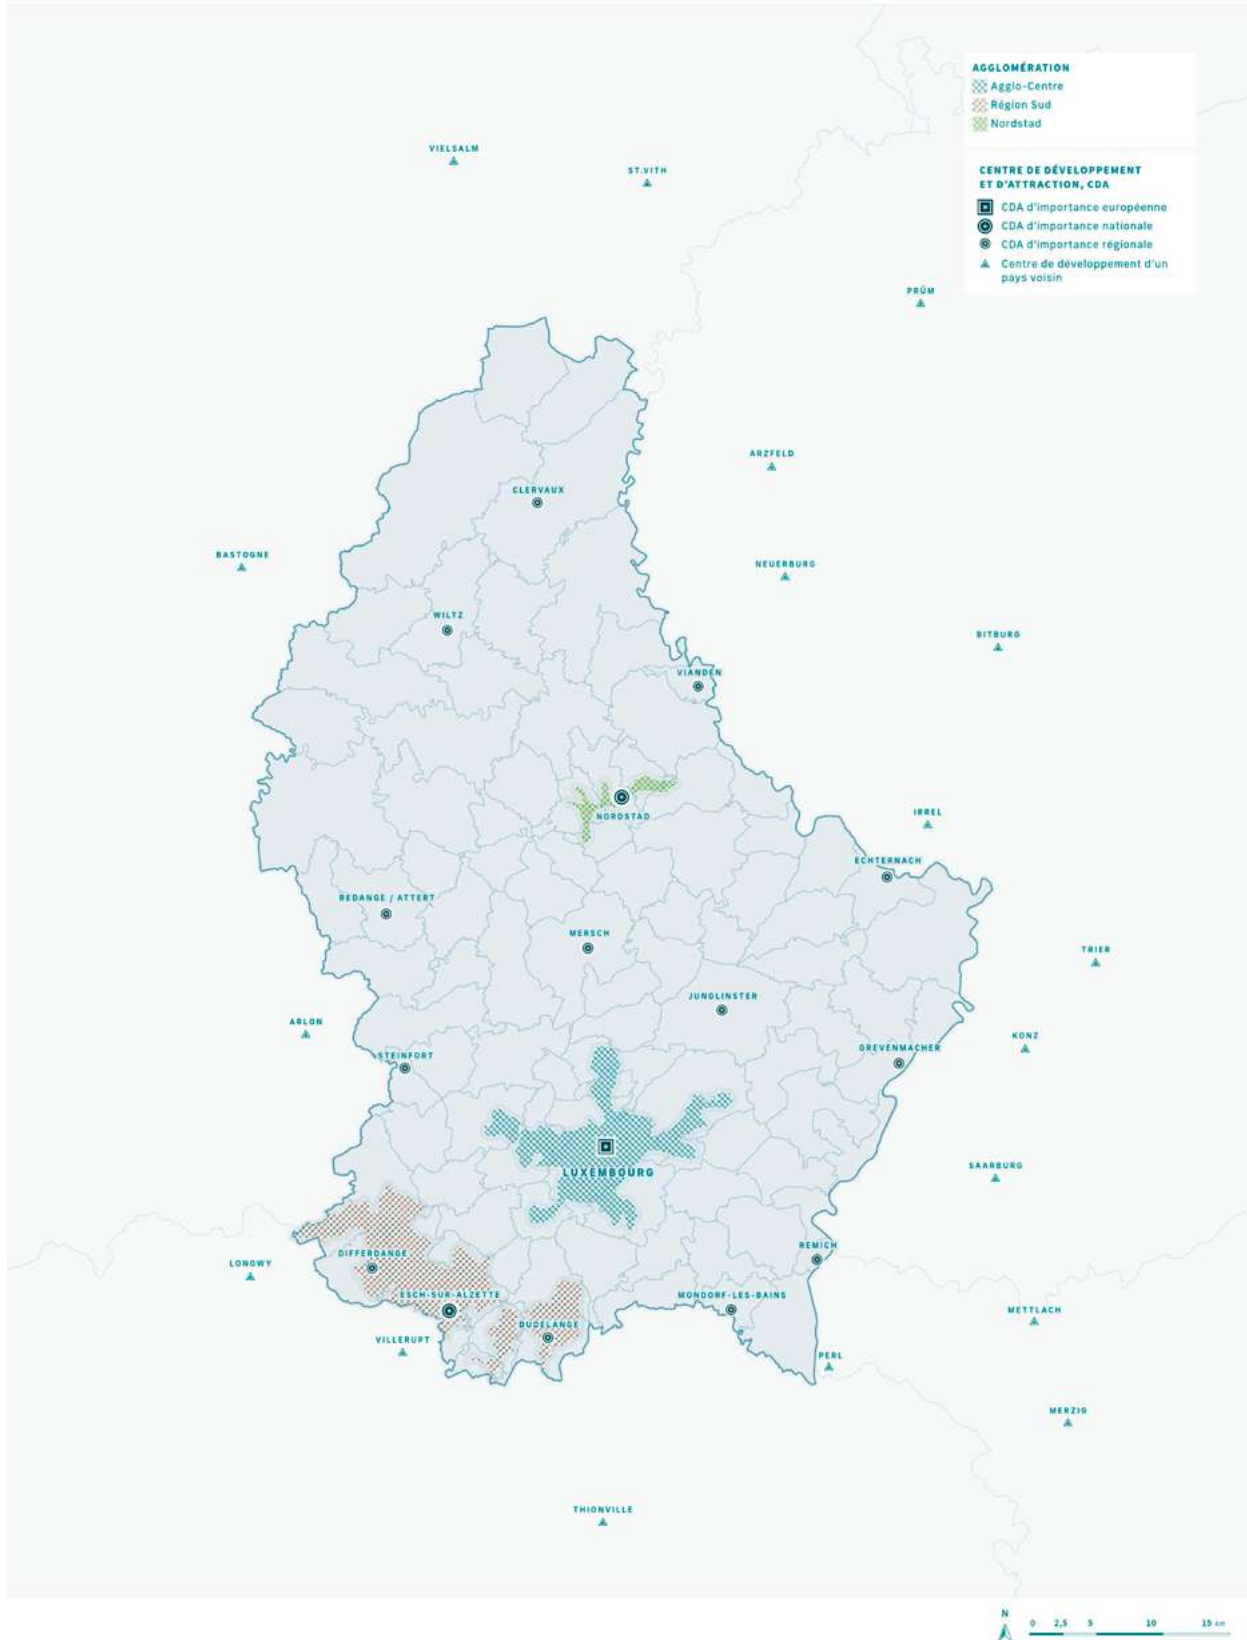 AGGLOMÉRATION
Agglo-Centre
Région Sud
Nordstad
CENTRE DE DÉVELOPPEMENT
ET D'ATTRACTION, CDA
CDA d'importance européenne
CDA d'importance nationale
CDA d'importance régionale
Centre de développement d'un
pays voisin
VIELSALM
ST.VITH
PRÜM
ARZFELD
CLERVAUX
BASTOGNE
NEUERBURG
WILTZ
BITBURG
VIANDEN
IRREL
NORDSTAD
ECHTERNACH
REDANGE / ATTERT
MERSCH
TRIER
JUNGLINSTER
ARLON
KONZ
STEINFORT
GREVENMACHER
SAARBURG
LUXEMBOURG
REMICH
DIFFERDANGE
LONGWY
ESCH-SUR-ALZETTE
MONDORF-LES-BAINS
METTLACH
DUDELANGE
VILLERUPT
PERL
MERZIG
THIONVILLE
N
0 2,5 5 10 15 km